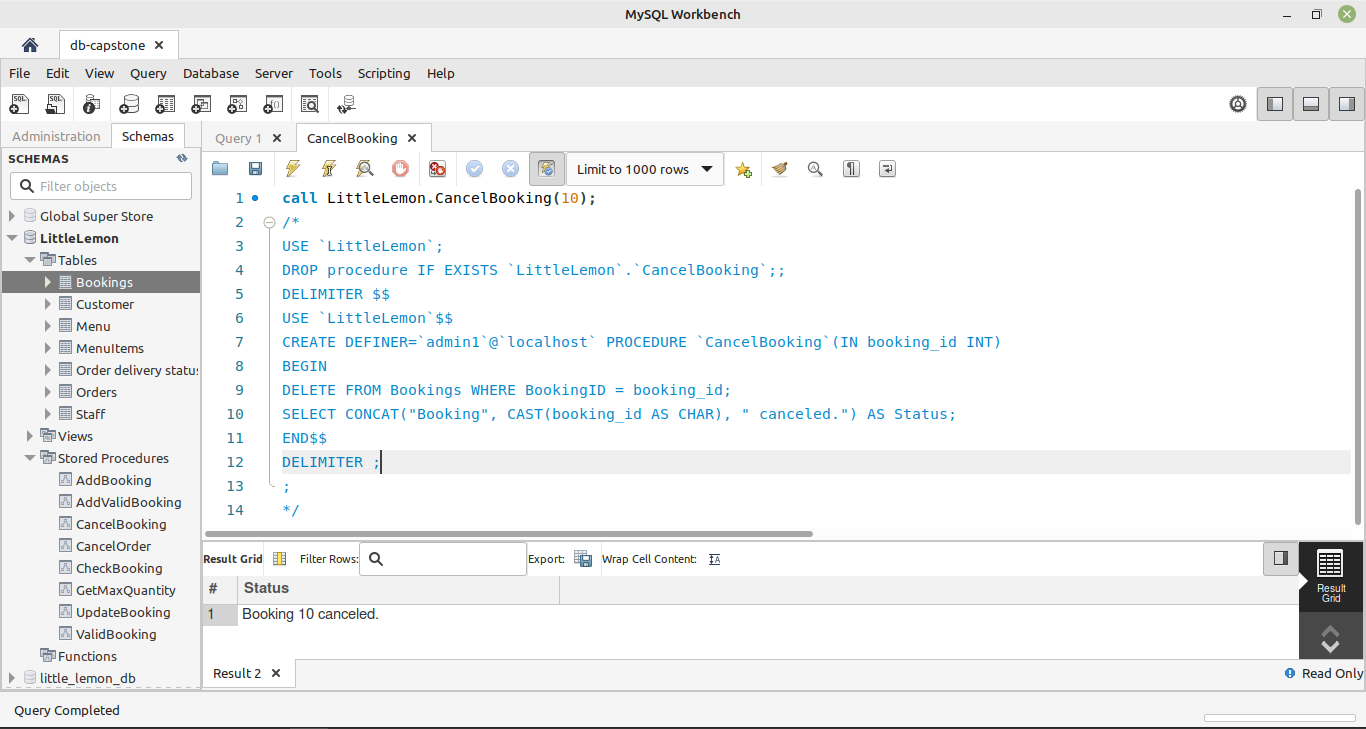 MySQL Workbench
db-capstone
File Edit View Query Database Server Tools Scripting Help
Administration Schemas
SCHEMAS
Filter objects
Global Super Store
LittleLemon
Tables
Bookings
Customer
Menu
MenuItems
Order delivery statu
Orders
Staff
Views
Stored Procedures
AddBooking
AddValidBooking
CancelBooking
CancelOrder
CheckBooking
GetMaxQuantity
UpdateBooking
ValidBooking
Functions
little_lemon_db
Query 1 CancelBooking
Limit to 1000 rows
1 call LittleLemon.CancelBooking(10);
2 /*
3 USE `LittleLemon`;
4 DROP procedure IF EXISTS `LittleLemon`.`CancelBooking`;;
5 DELIMITER $$
6 USE `LittleLemon`$$
7 CREATE DEFINER=`admin1`@`localhost` PROCEDURE `CancelBooking`(IN booking_id INT)
8 BEGIN
9 DELETE FROM Bookings WHERE BookingID = booking_id;
10 SELECT CONCAT("Booking", CAST(booking_id AS CHAR), " canceled.") AS Status;
11 END$$
12 DELIMITER ;
13 ;
14 */
Result Grid Filter Rows: Export: Wrap Cell Content:
# Status
1 Booking 10 canceled.
Result
Grid
Result 2
Read Only
Query Completed